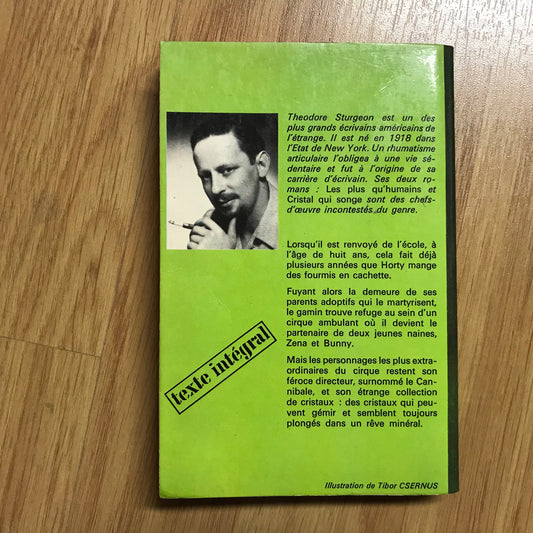 Theodore Sturgeon est un des
plus grands écrivains américains de
l'étrange. Il est né en 1918 dans
l'Etat de New York. Un rhumatisme
articulaire l'obligea à une vie sé-
dentaire et fut à l'origine de sa
carrière d'écrivain. Ses deux ro-
mans : Les plus qu'humains et
Cristal qui songe sont des chefs-
d'œuvre incontestés du genre.
Lorsqu'il est renvoyé de l'école, à
l'âge de huit ans, cela fait déjà
plusieurs années que Horty mange
des fourmis en cachette.
Fuyant alors la demeure de ses
parents adoptifs qui le martyrisent,
le gamin trouve refuge au sein d'un
cirque ambulant où il devient le
partenaire de deux jeunes naines,
Zena et Bunny.
Mais les personnages les plus extra-
ordinaires du cirque restent son
féroce directeur, surnommé le Can-
nibale, et son étrange collection
de cristaux : des cristaux qui peu-
vent gémir et semblent toujours
plongés dans un rêve minéral.
texte intégral
Illustration de Tibor CSERNUS